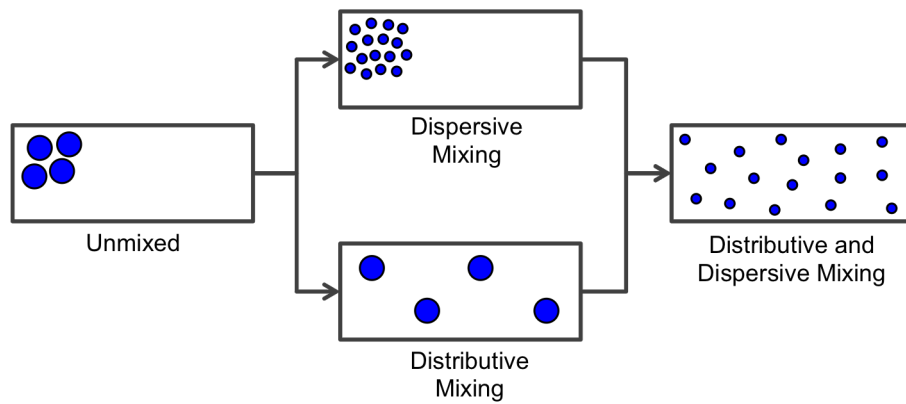 Unmixed
Dispersive
Mixing
Distributive
Mixing
Distributive and
Dispersive Mixing